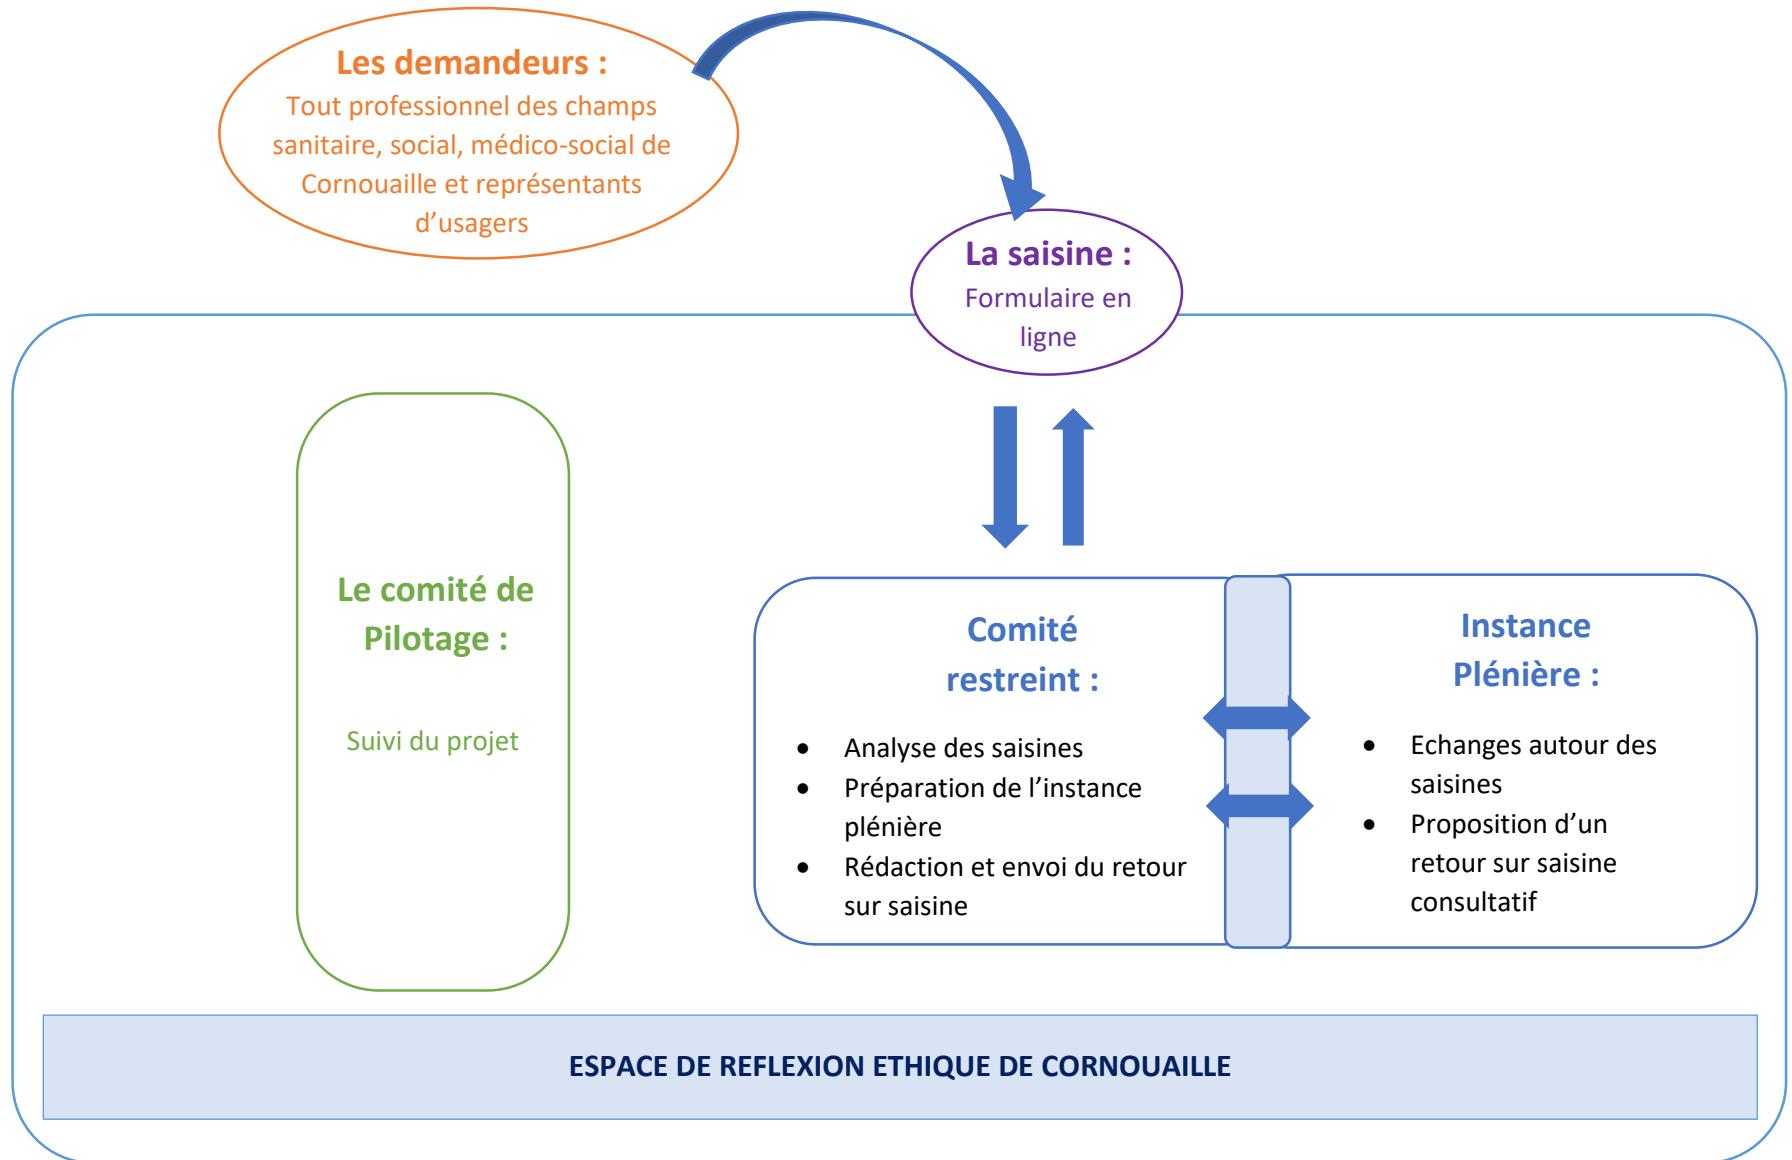 Les demandeurs :
Tout professionnel des champs
sanitaire, social, médico-social de
Cornouaille et représentants
d’usagers
La saisine :
Formulaire en
ligne
Le comité de
Pilotage :
Suivi du projet
Comité
restreint :
• Analyse des saisines
• Préparation de l’instance
plénière
• Rédaction et envoi du retour
sur saisine
Instance
Plénière :
• Echanges autour des
saisines
• Proposition d’un
retour sur saisine
consultatif
ESPACE DE REFLEXION ETHIQUE DE CORNOUAILLE